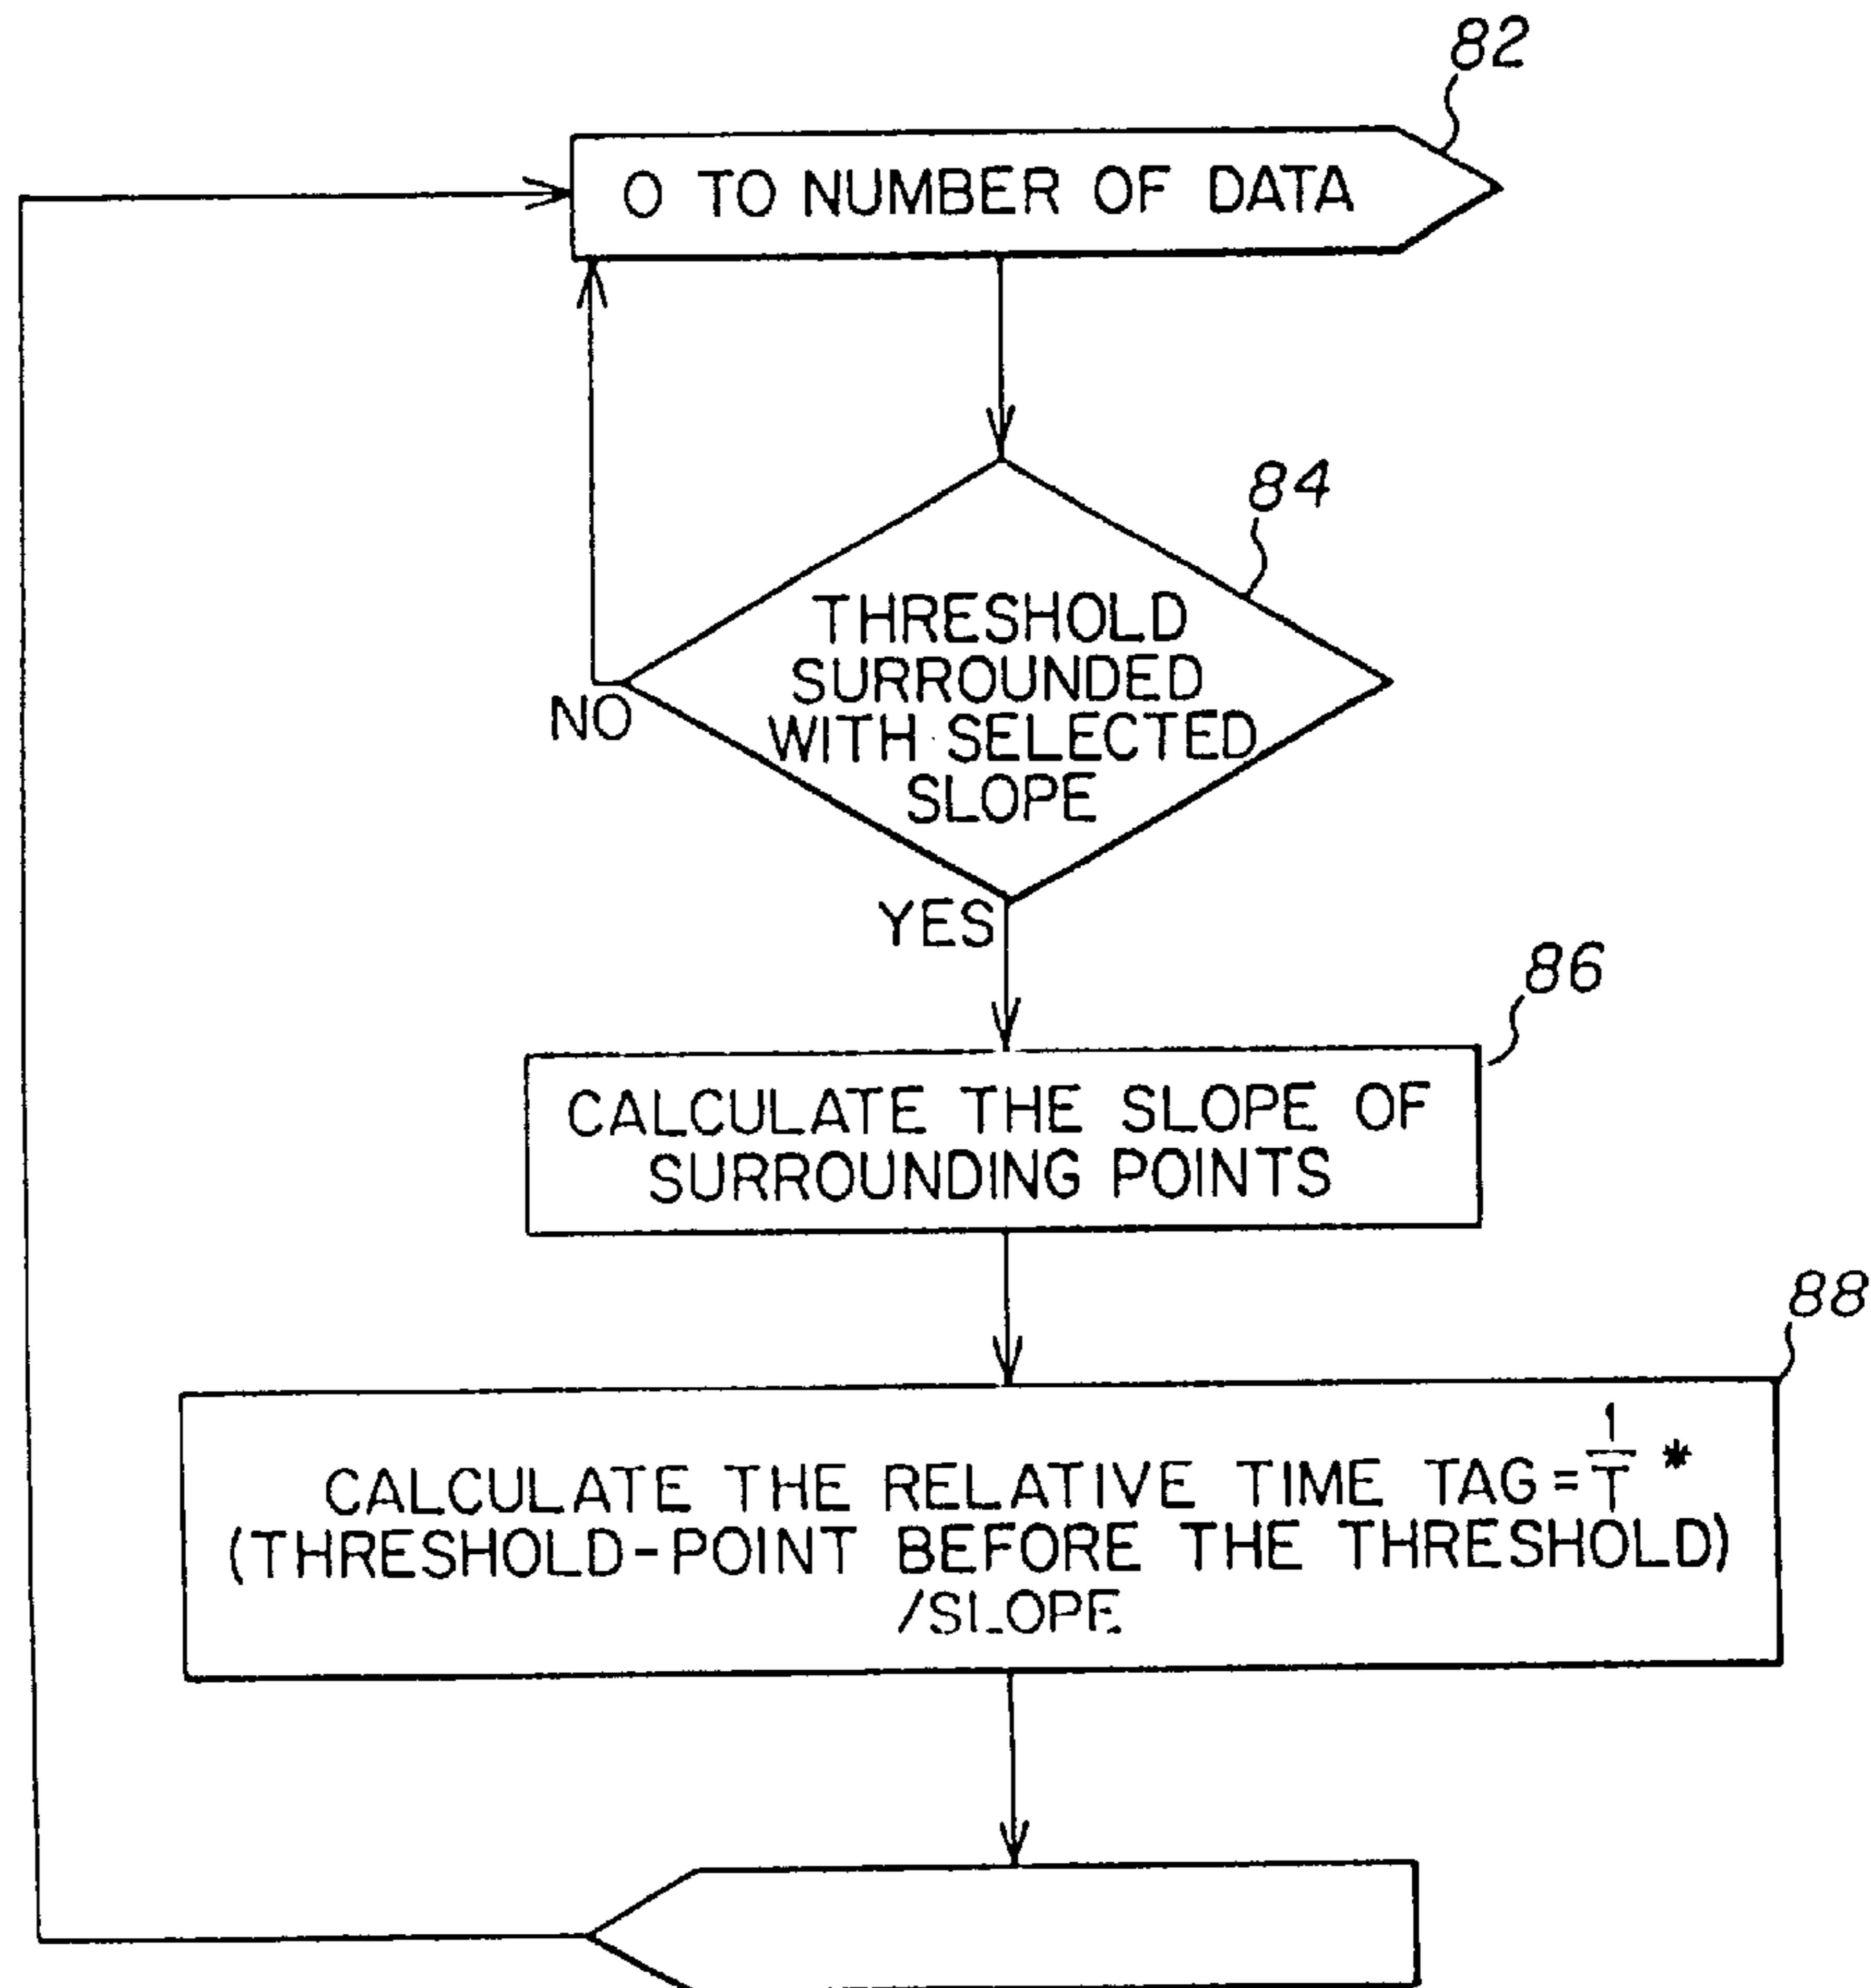 82
0 TO NUMBER OF DATA
84
THRESHOLD
SURROUNDED
WITH SELECTED
SLOPE
NO
YES
86
CALCULATE THE SLOPE OF
SURROUNDING POINTS
88
CALCULATE THE RELATIVE TIME TAG = 1/T *
(THRESHOLD-POINT BEFORE THE THRESHOLD)
/SLOPE